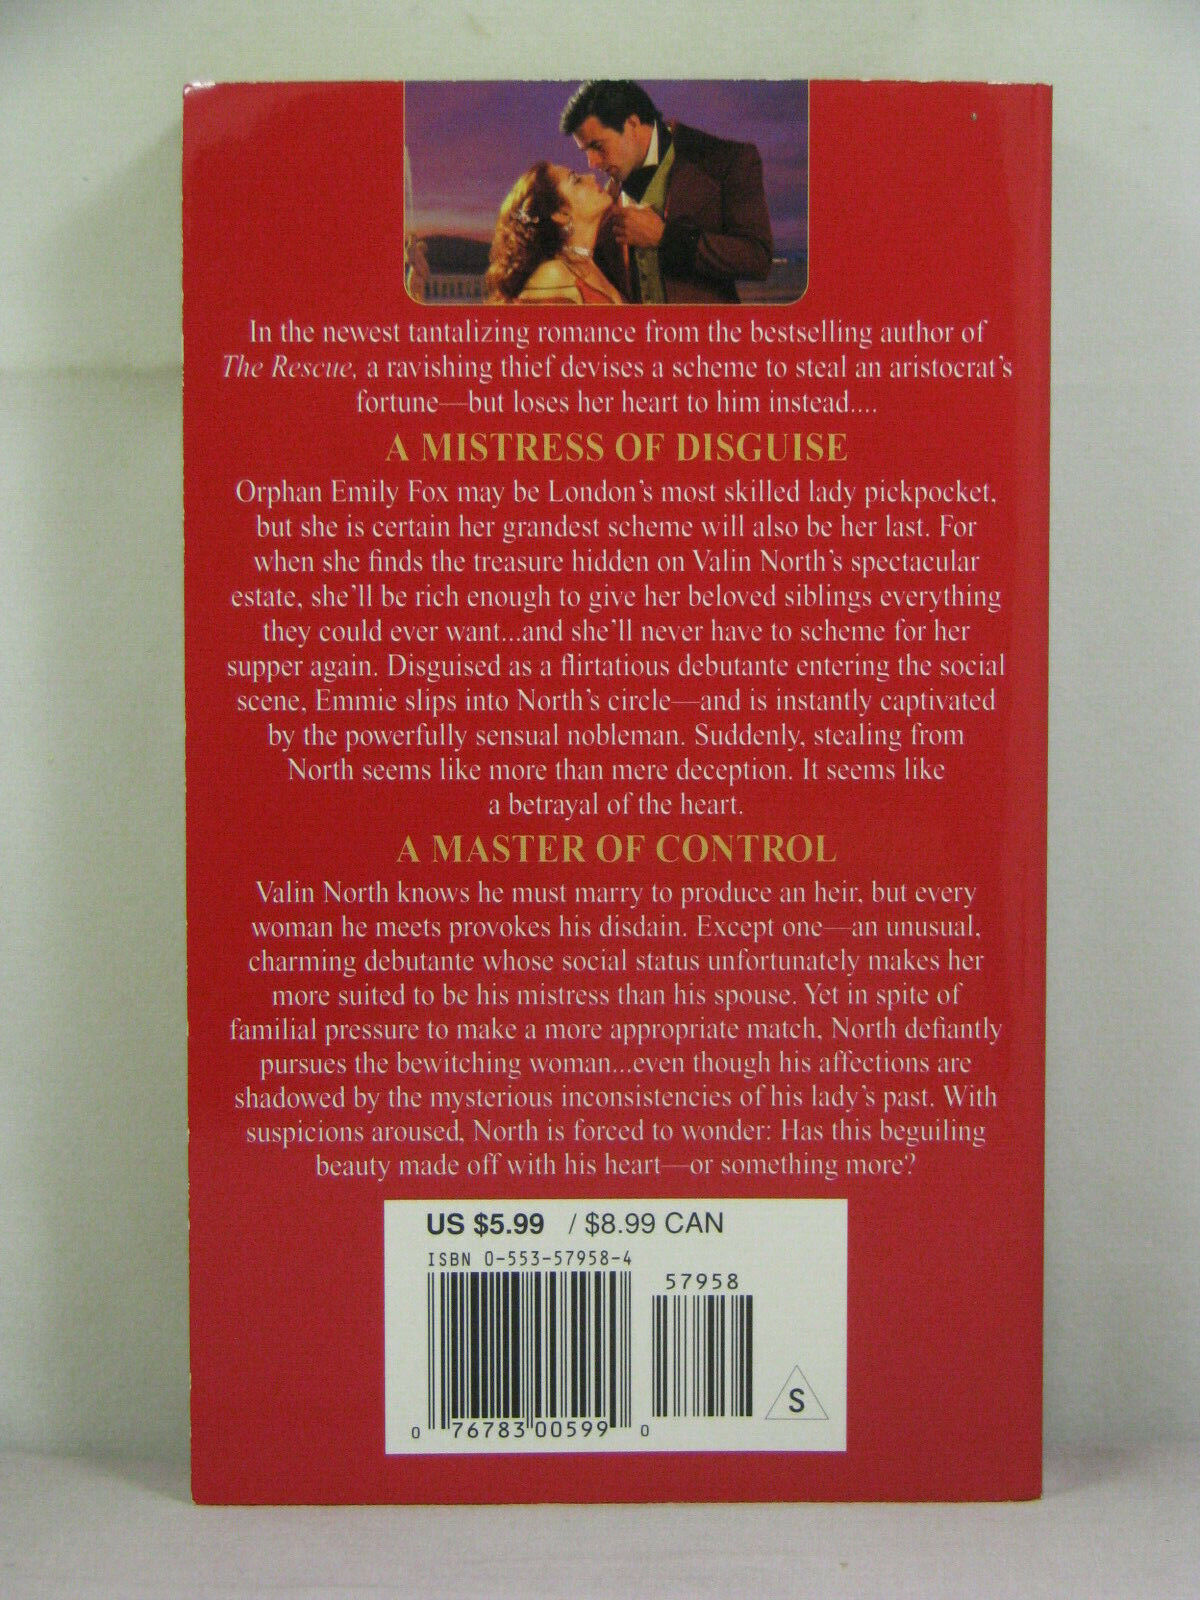 In the newest tantalizing romance from the bestselling author of
The Rescue, a ravishing thief devises a scheme to steal an aristocrat's
fortune—but loses her heart to him instead....
A MISTRESS OF DISGUISE
Orphan Emily Fox may be London's most skilled lady pickpocket,
but she is certain her grandest scheme will also be her last. For
when she finds the treasure hidden on Valin North's spectacular
estate, she'll be rich enough to give her beloved siblings everything
they could ever want...and she'll never have to scheme for her
supper again. Disguised as a flirtatious debutante entering the social
scene, Emmie slips into North's circle—and is instantly captivated
by the powerfully sensual nobleman. Suddenly, stealing from
North seems like more than mere deception. It seems like
a betrayal of the heart.
A MASTER OF CONTROL
Valin North knows he must marry to produce an heir, but every
woman he meets provokes his disdain. Except one—an unusual,
charming debutante whose social status unfortunately makes her
more suited to be his mistress than his spouse. Yet in spite of
familial pressure to make a more appropriate match, North defiantly
pursues the bewitching woman...even though his affections are
shadowed by the mysterious inconsistencies of his lady's past. With
suspicions aroused, North is forced to wonder: Has this beguiling
beauty made off with his heart—or something more?
US $5.99 / $8.99 CAN
ISBN 0-553-57958-4
57958
S
0 76783 00599 0